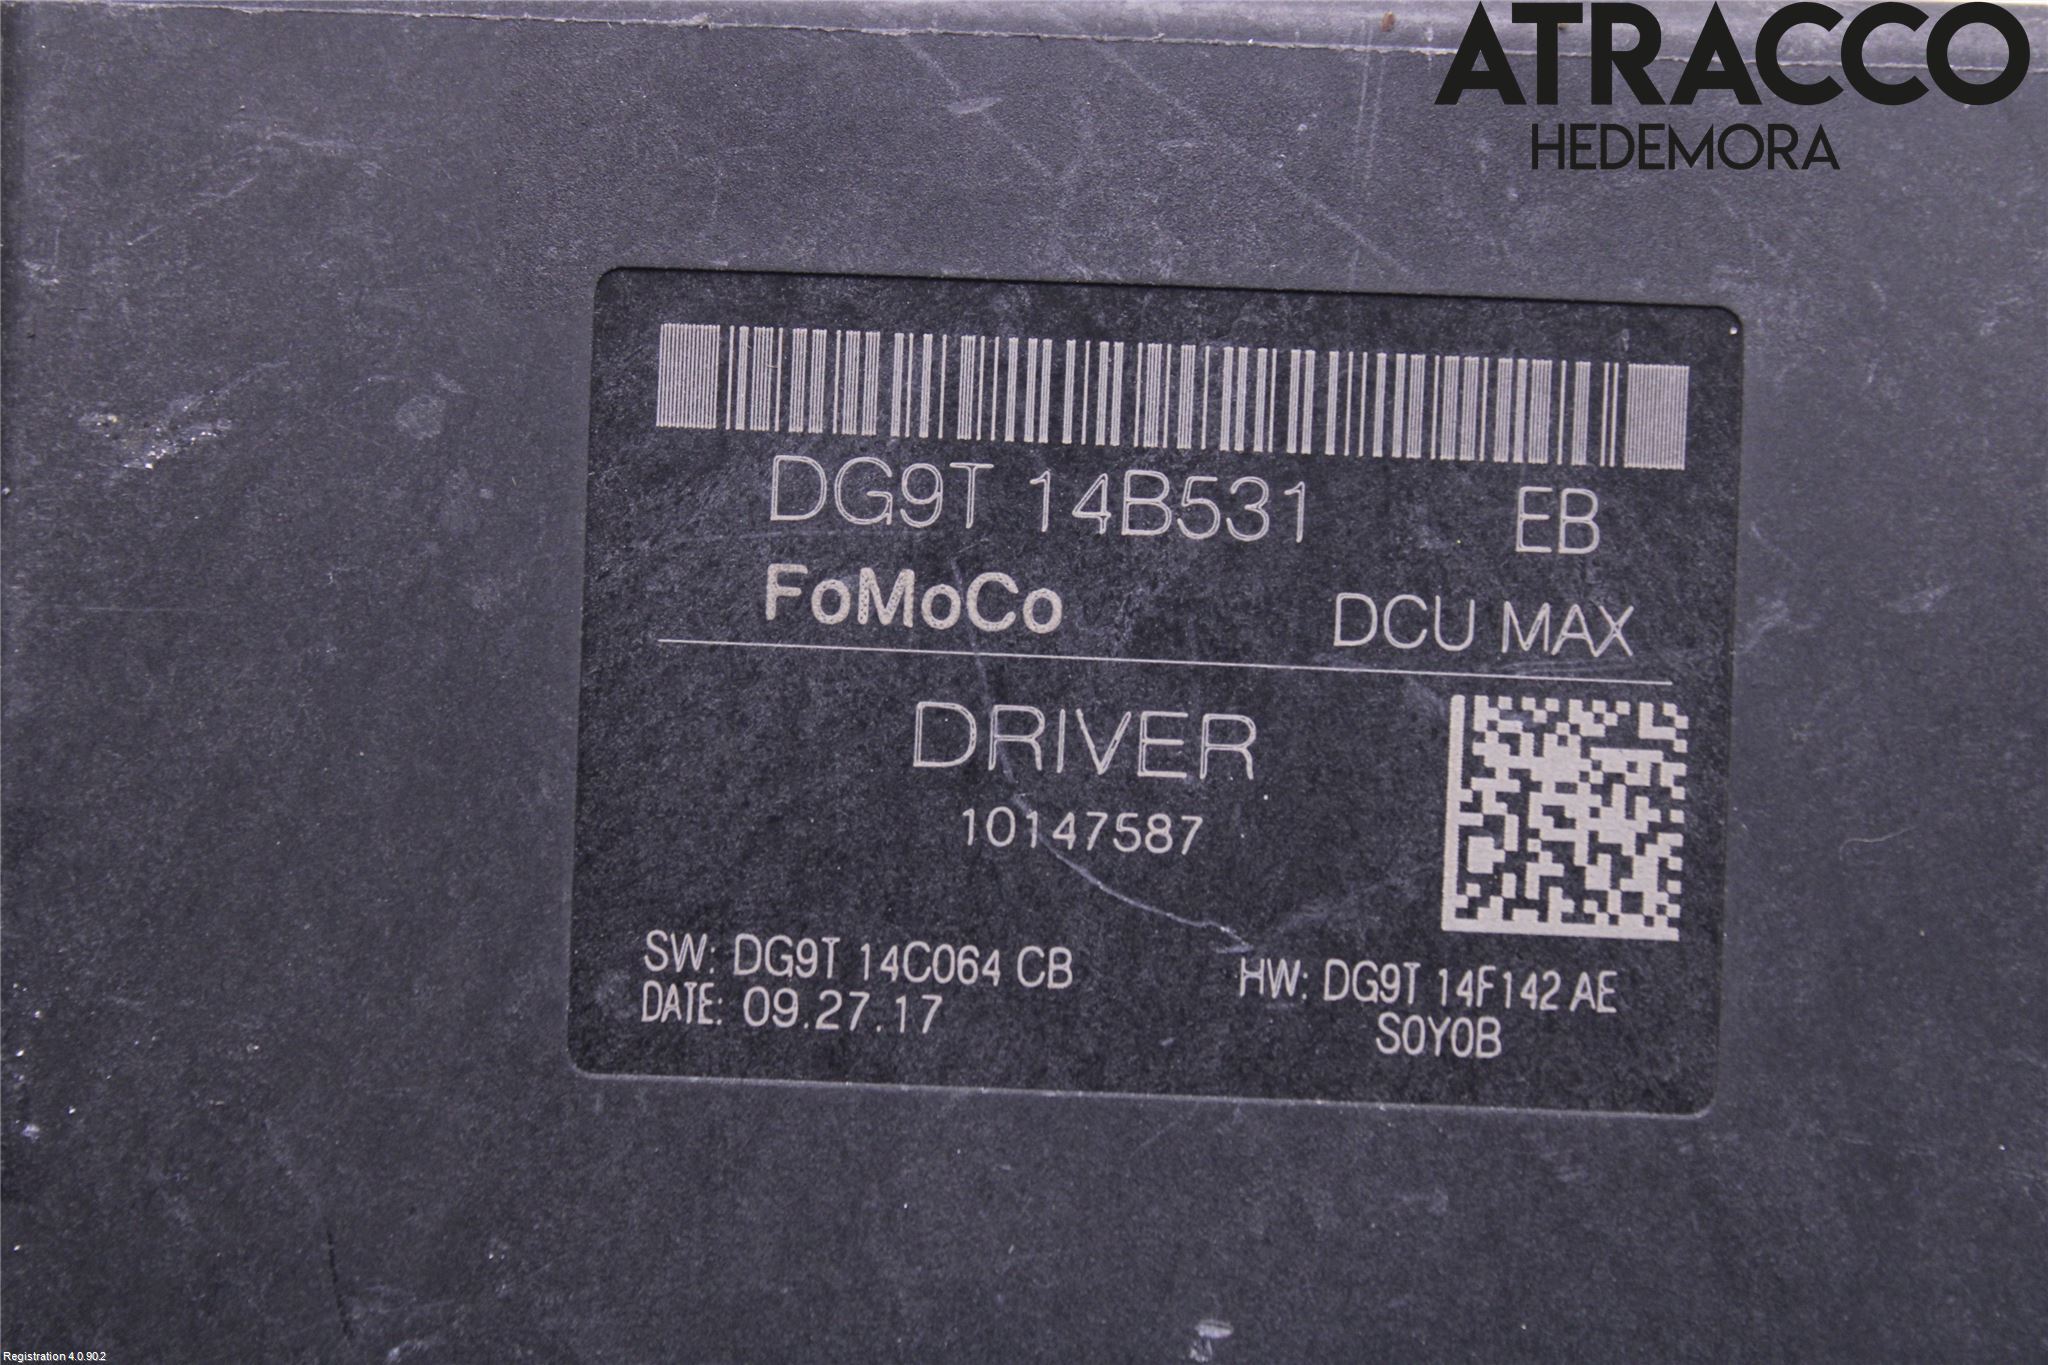 ATRACCO
HEDEMORA
DG9T 14B531 EB
FoMoCo DCU MAX
DRIVER
10147587
SW: DG9T 14C064 CB
HW: DG9T 14F142 AE
DATE: 09.27.17
S0Y0B
Registration 4.0.90.2